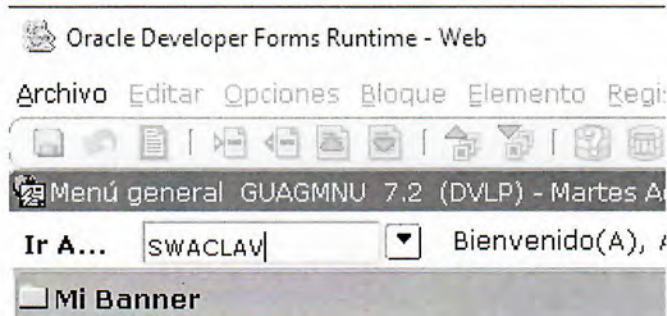 Oracle Developer Forms Runtime - Web
Archivo Editar Opciones Bloque Elemento Regi
Menú general GUAGMNU 7.2 (DVLP) - Martes A
Ir A... SWACLAV Bienvenido(A), A
Mi Banner